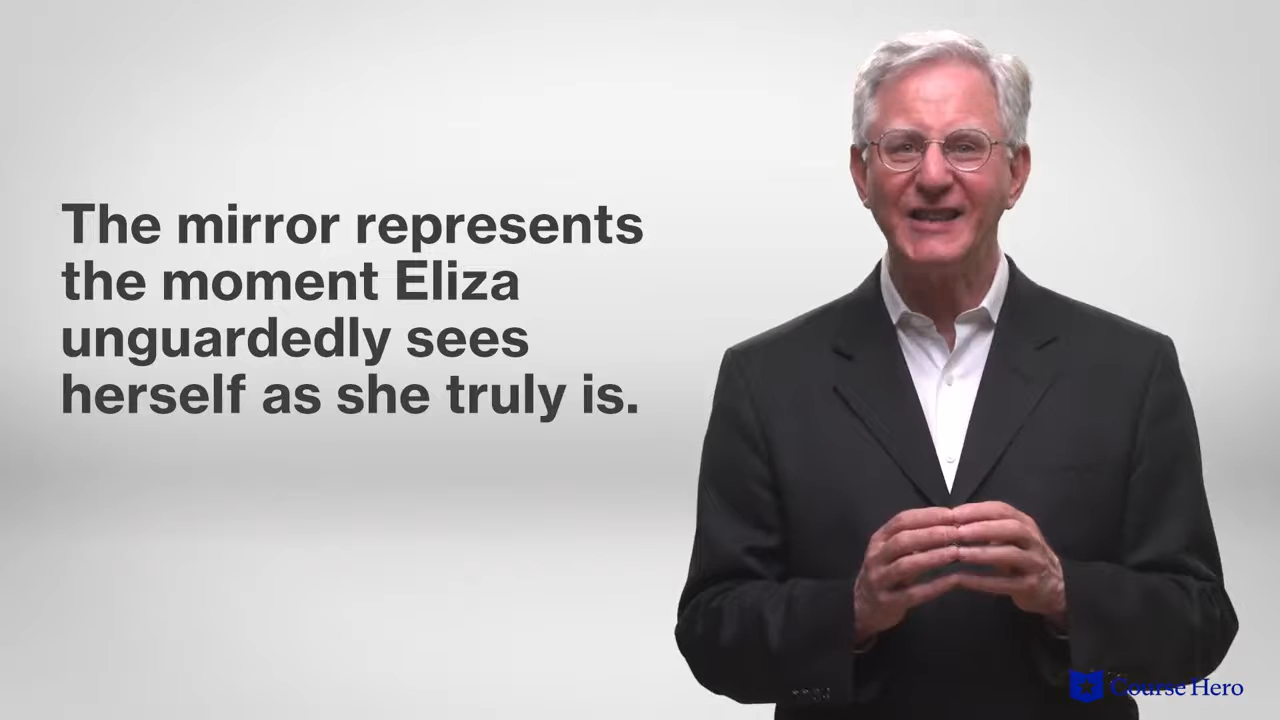 The mirror represents
the moment Eliza
unguardedly sees
herself as she truly is.
Course Hero